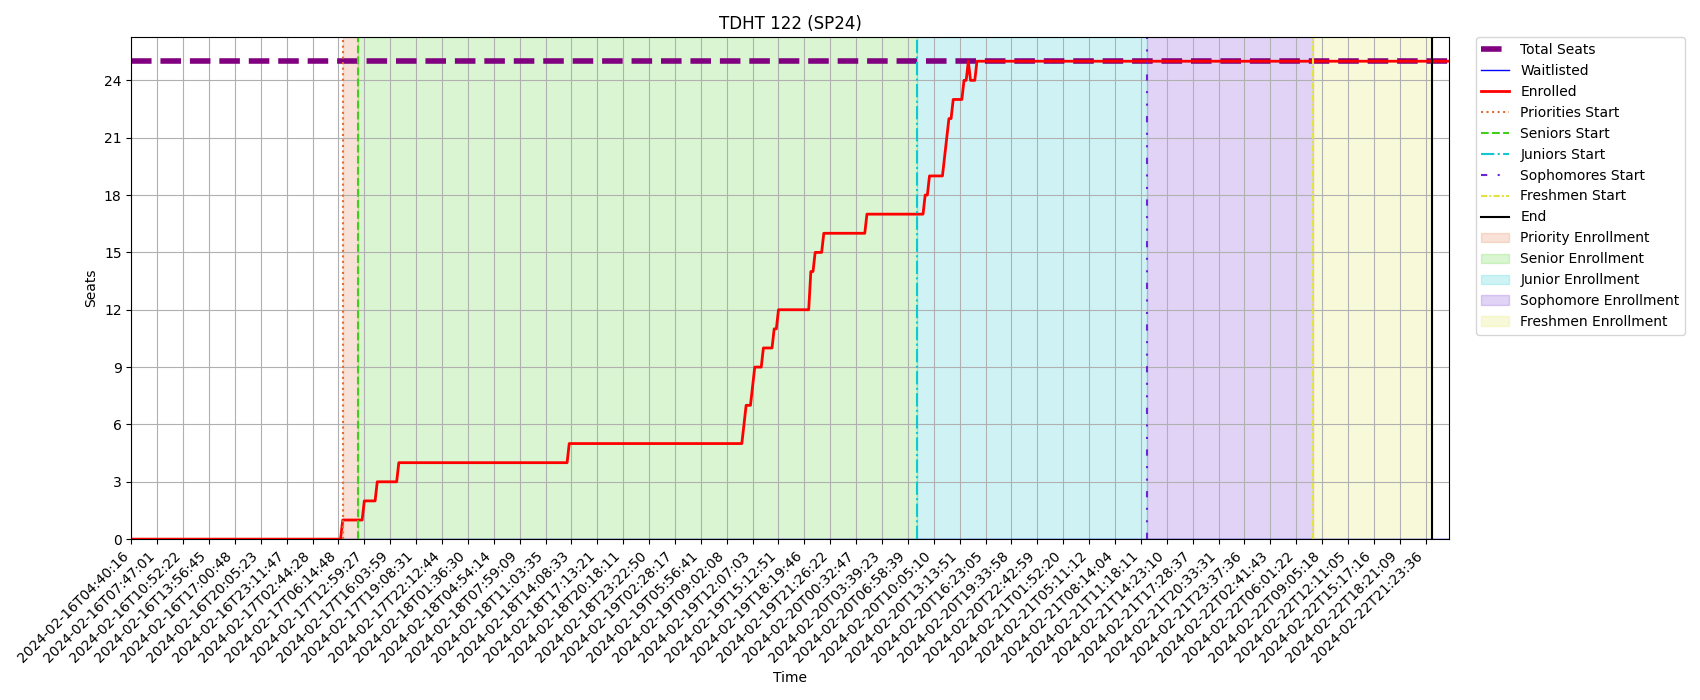 TDHT 122 (SP24)
Seats
24
21
18
15
12
9
6
3
0
2024-02-16T04:40:16
2024-02-16T07:47:01
2024-02-16T10:52:22
2024-02-16T13:56:45
2024-02-16T17:00:48
2024-02-16T20:05:23
2024-02-16T23:11:47
2024-02-17T02:44:28
2024-02-17T06:14:48
2024-02-17T12:59:27
2024-02-17T16:03:59
2024-02-17T19:08:31
2024-02-17T22:12:44
2024-02-18T01:36:30
2024-02-18T04:54:14
2024-02-18T07:59:09
2024-02-18T11:03:35
2024-02-18T14:08:33
2024-02-18T17:13:21
2024-02-18T20:18:11
2024-02-18T23:22:50
2024-02-19T02:28:17
2024-02-19T05:56:41
2024-02-19T09:02:08
2024-02-19T12:07:03
2024-02-19T15:12:51
2024-02-19T18:19:46
2024-02-19T21:26:22
2024-02-20T00:32:47
2024-02-20T03:39:23
2024-02-20T06:58:39
2024-02-20T10:05:10
2024-02-20T13:13:51
2024-02-20T16:23:05
2024-02-20T19:33:58
2024-02-20T22:42:59
2024-02-21T01:52:20
2024-02-21T05:11:12
2024-02-21T08:14:04
2024-02-21T11:18:11
2024-02-21T14:23:10
2024-02-21T17:28:37
2024-02-21T20:33:31
2024-02-21T23:37:36
2024-02-22T02:41:43
2024-02-22T06:01:22
2024-02-22T09:05:18
2024-02-22T12:11:05
2024-02-22T15:17:16
2024-02-22T18:21:09
2024-02-22T21:23:36
Time
Total Seats
Waitlisted
Enrolled
Priorities Start
Seniors Start
Juniors Start
Sophomores Start
Freshmen Start
End
Priority Enrollment
Senior Enrollment
Junior Enrollment
Sophomore Enrollment
Freshmen Enrollment